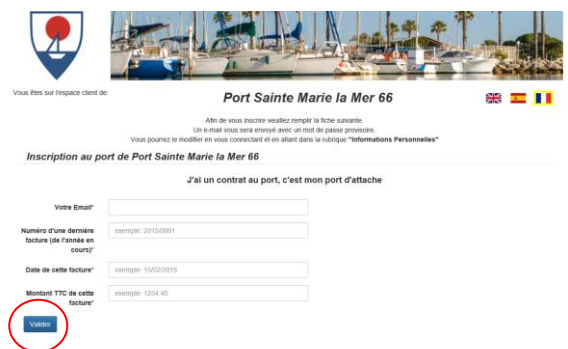 Vous êtes sur l'espace client de:
Port Sainte Marie la Mer 66
Afin de vous inscrire veuillez remplir la fiche suivante.
Un e-mail vous sera envoyé avec un mot de passe provisoire.
Vous pourrez le modifier en vous connectant et en allant dans la rubrique "Informations Personnelles"
Inscription au port de Port Sainte Marie la Mer 66
J'ai un contrat au port, c'est mon port d'attache
Votre Email*
Numéro d'une dernière
facture (de l'année en
cours)*
exemple: 2015/0001
Date de cette facture*
exemple: 15/02/2015
Montant TTC de cette
facture*
exemple: 1234.45
Valider